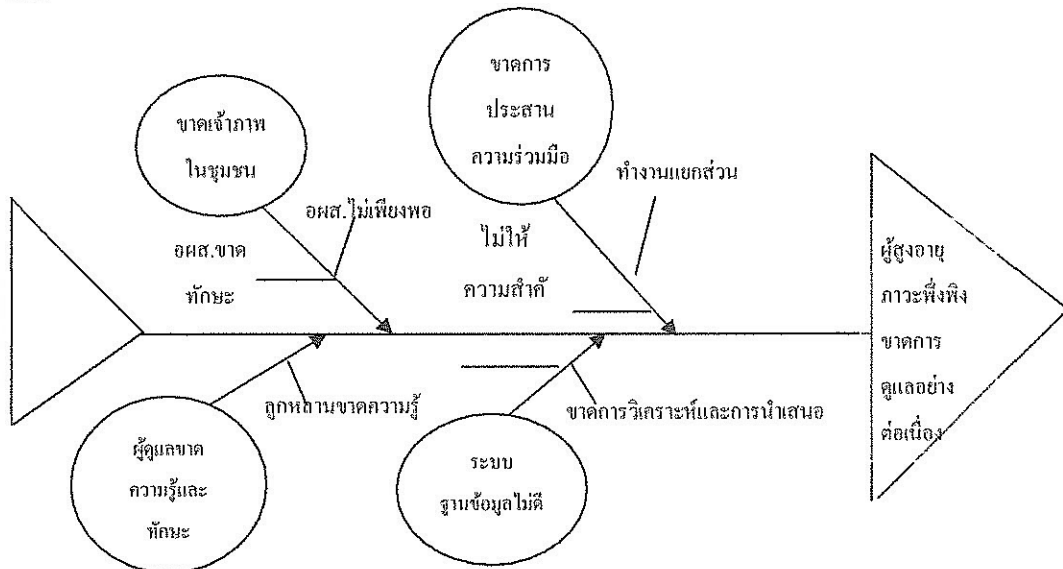 ขาดเจ้าภาพ
ในชุมชน
ขาดการ
ประสาน
ความร่วมมือ
อผส.ไม่เพียงพอ
อผส.ขาด
ทักษะ
ทำงานแยกส่วน
ไม่ให้
ความสำคั
ผู้สูงอายุ
ภาวะพึ่งพิง
ขาดการ
ดูแลอย่าง
ต่อเนื่อง
ลูกหลานขาดความรู้
ผู้ดูแลขาด
ความรู้และ
ทักษะ
ขาดการวิเคราะห์และการนำเสนอ
ระบบ
ฐานข้อมูลไม่ดี